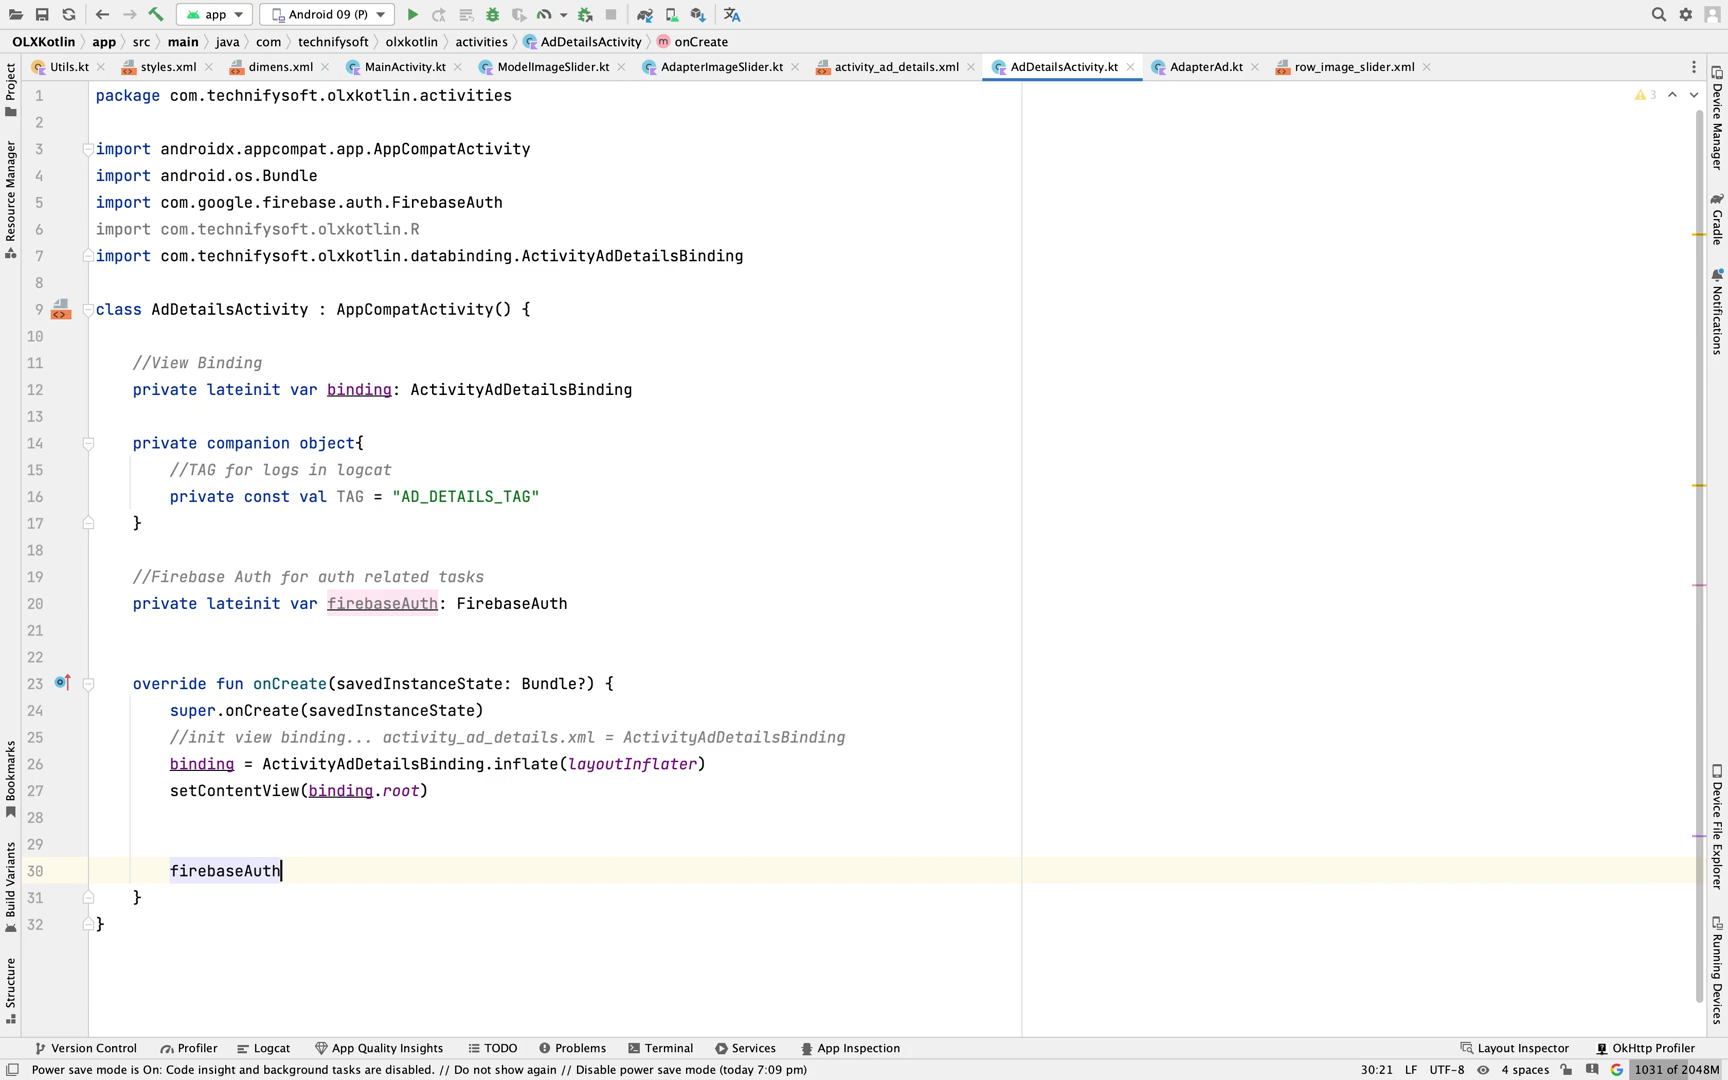 app
Android 09 (P)
OLXKotlin app src main java com technifysoft olxkotlin activities AdDetailsActivity onCreate
Utils.kt styles.xml dimens.xml MainActivity.kt ModelImageSlider.kt AdapterImageSlider.kt activity_ad_details.xml AdDetailsActivity.kt AdapterAd.kt row_image_slider.xml
Project
Resource Manager
Bookmarks
Build Variants
Structure
1 package com.technifysoft.olxkotlin.activities
2
3 import androidx.appcompat.app.AppCompatActivity
4 import android.os.Bundle
5 import com.google.firebase.auth.FirebaseAuth
6 import com.technifysoft.olxkotlin.R
7 import com.technifysoft.olxkotlin.databinding.ActivityAdDetailsBinding
8
9 class AdDetailsActivity : AppCompatActivity() {
10
11 //View Binding
12 private lateinit var binding: ActivityAdDetailsBinding
13
14 private companion object{
15 //TAG for logs in logcat
16 private const val TAG = "AD_DETAILS_TAG"
17 }
18
19 //Firebase Auth for auth related tasks
20 private lateinit var firebaseAuth: FirebaseAuth
21
22
23 override fun onCreate(savedInstanceState: Bundle?) {
24 super.onCreate(savedInstanceState)
25 //init view binding... activity_ad_details.xml = ActivityAdDetailsBinding
26 binding = ActivityAdDetailsBinding.inflate(layoutInflater)
27 setContentView(binding.root)
28
29
30 firebaseAuth
31 }
32 }
3
Device Manager
Gradle
Notifications
Device File Explorer
Running Devices
Version Control Profiler Logcat App Quality Insights TODO Problems Terminal Services App Inspection Layout Inspector OkHttp Profiler
Power save mode is On: Code insight and background tasks are disabled. // Do not show again // Disable power save mode (today 7:09 pm) 30:21 LF UTF-8 4 spaces 1031 of 2048M